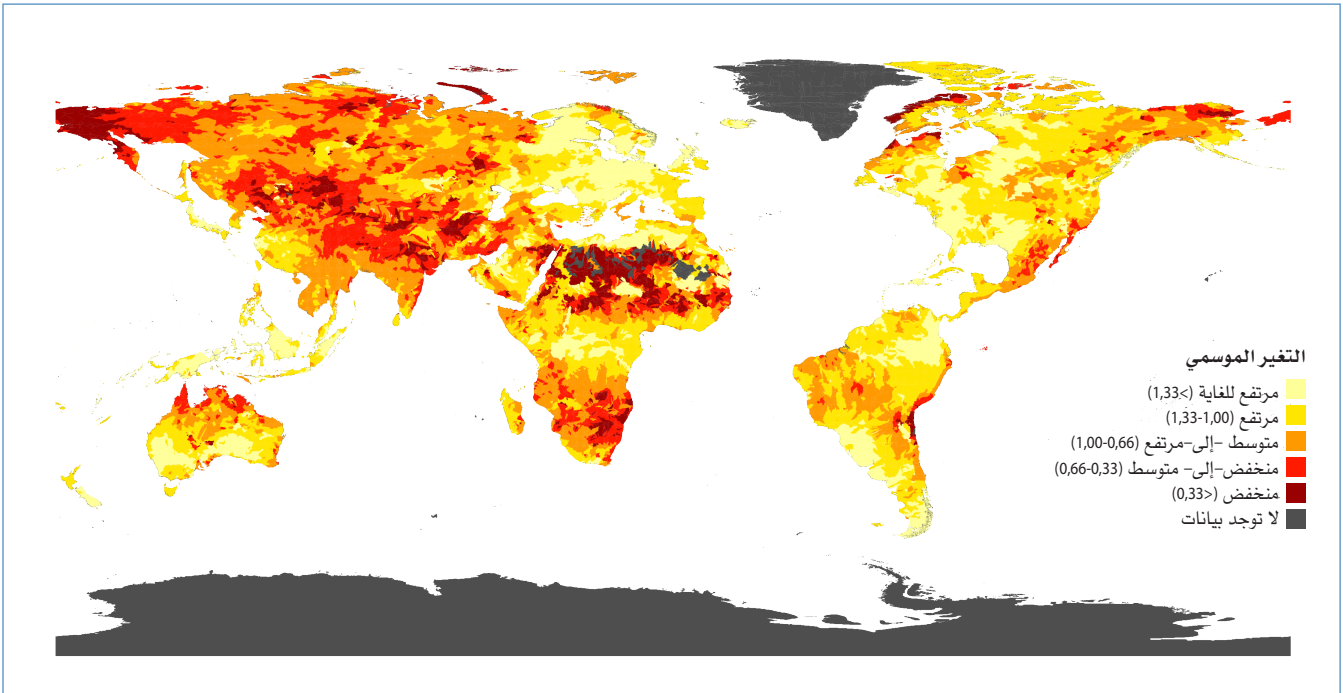 التغير الموسمي
مرتفع للغاية (>1,33)
مرتفع (1,00-1,33)
متوسط -إلى-مرتفع (0,66-1,00)
منخفض-إلى- متوسط (0,33-0,66)
منخفض (<0,33)
لا توجد بيانات